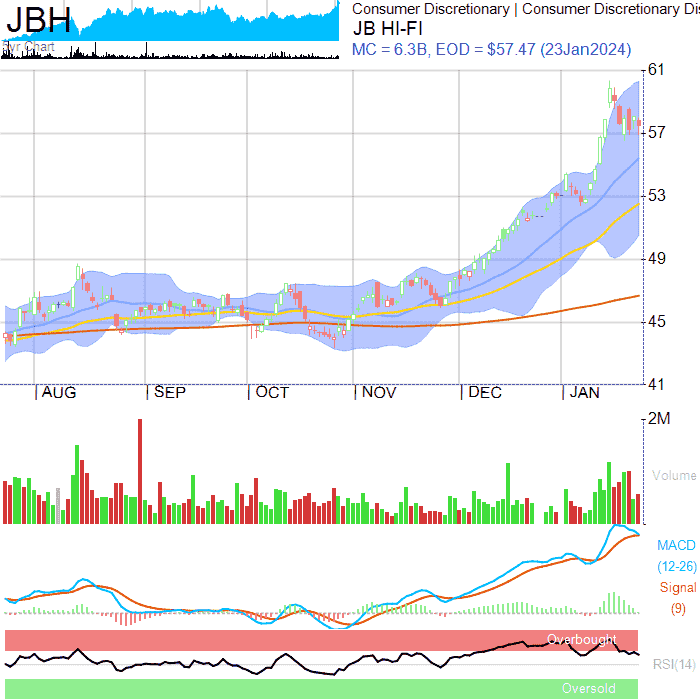 JBH
5yr Chart
Consumer Discretionary | Consumer Discretionary Dis
JB HI-FI
MC = 6.3B, EOD = $57.47 (23Jan2024)
61
57
53
49
45
41
AUG SEP OCT NOV DEC JAN
2M
Volume
MACD
(12-26)
Signal
(9)
Overbought
RSI(14)
Oversold